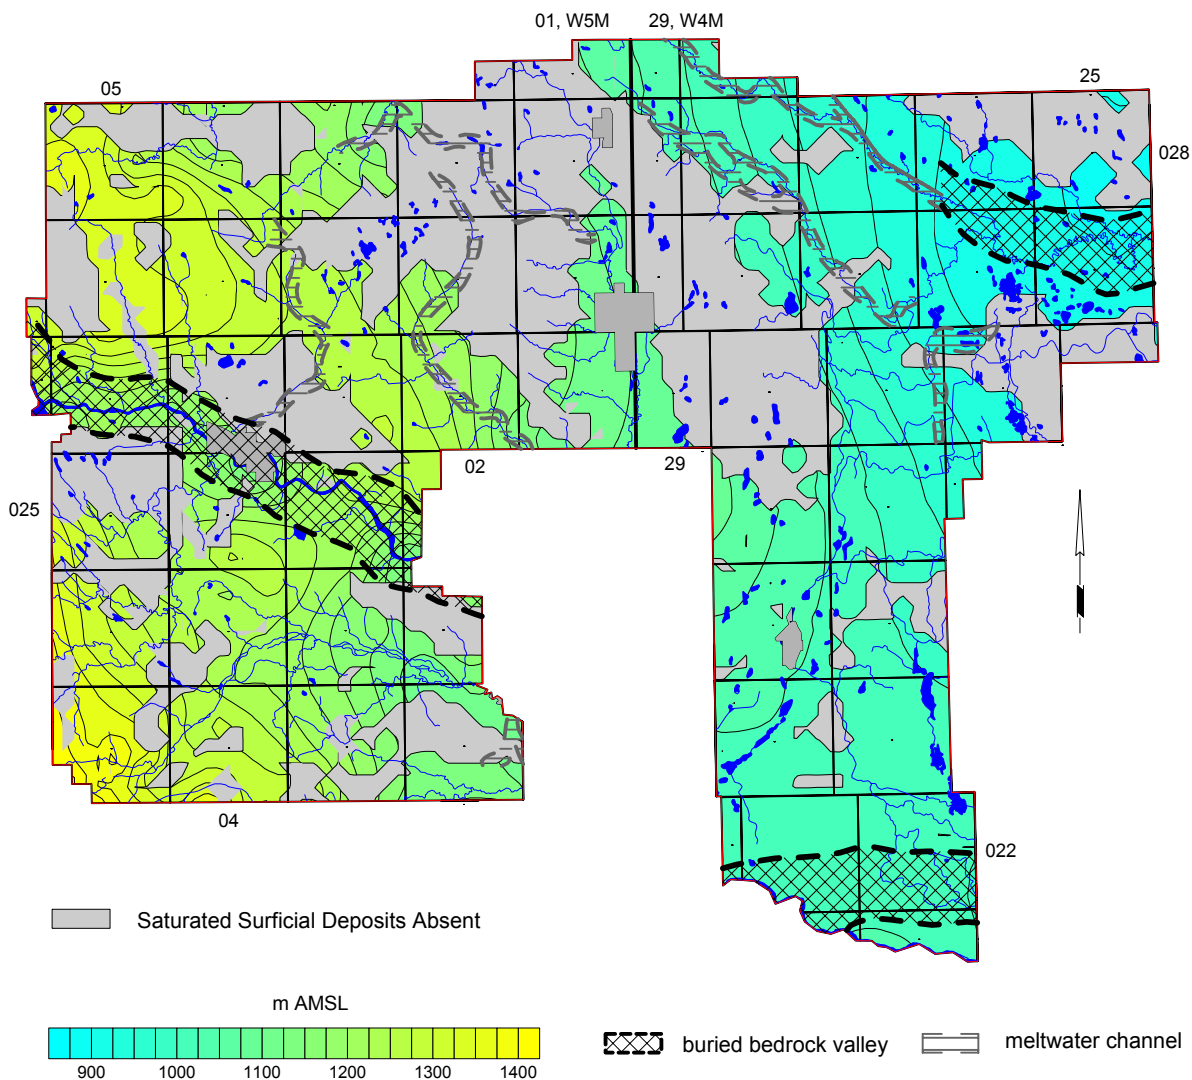 01, W5M 29, W4M
05
25
028
02
29
025
04
022
Saturated Surficial Deposits Absent
m AMSL
900 1000 1100 1200 1300 1400
buried bedrock valley
meltwater channel